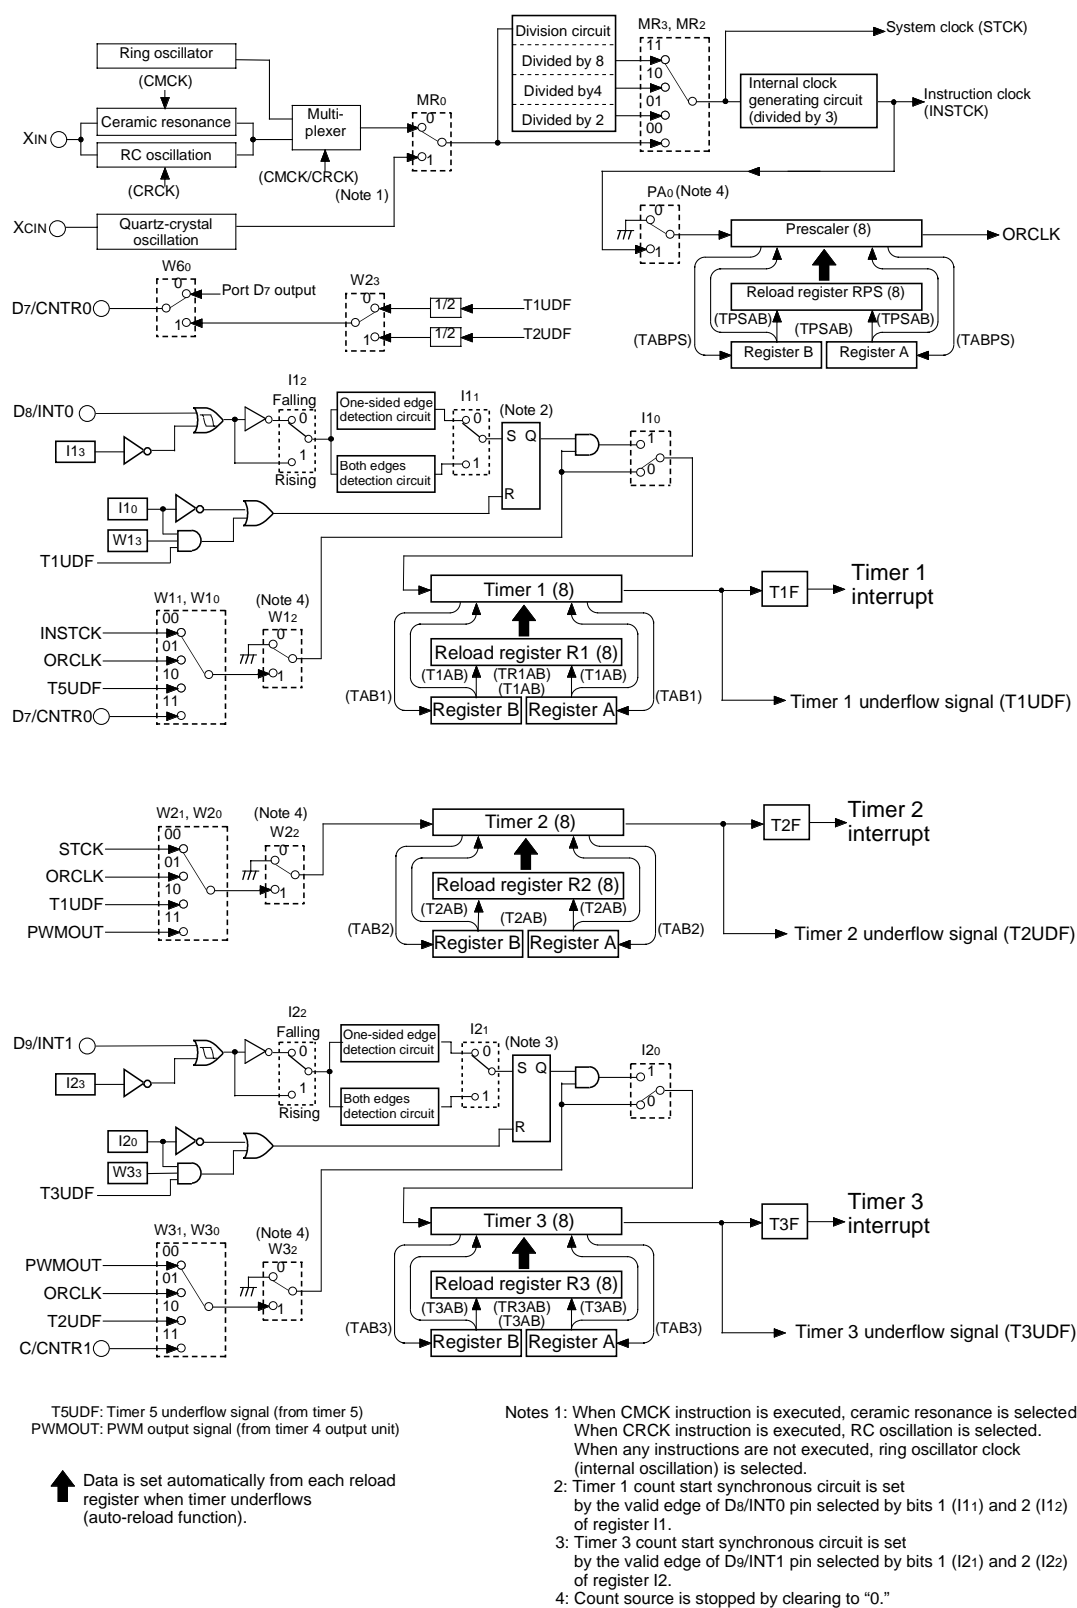 Ring oscillator
(CMCK)
XIN
Ceramic resonance
RC oscillation
(CRCK)
Multi-
plexer
(CMCK/CRCK)
(Note 1)
XCIN
Quartz-crystal
oscillation
MR0
0
1
Division circuit
Divided by 8
Divided by4
Divided by 2
MR3, MR2
11
10
01
00
System clock (STCK)
Internal clock
generating circuit
(divided by 3)
Instruction clock
(INSTCK)
PA0 (Note 4)
0
1
Prescaler (8)
ORCLK
Reload register RPS (8)
(TPSAB)
(TPSAB)
(TPSAB)
(TABPS)
Register B
Register A
(TABPS)
D7/CNTR0
W60
0
1
Port D7 output
W23
0
1
1/2
T1UDF
1/2
T2UDF
D8/INT0
I13
I12
Falling
0
1
Rising
One-sided edge
detection circuit
Both edges
detection circuit
I11
0
1
(Note 2)
S Q
R
I10
1
0
I10
W13
T1UDF
W11, W10
00
01
10
11
INSTCK
ORCLK
T5UDF
D7/CNTR0
(Note 4)
W12
0
1
Timer 1 (8)
Reload register R1 (8)
(T1AB)
(TR1AB)
(T1AB)
(T1AB)
(TAB1)
Register B
Register A
(TAB1)
T1F
Timer 1
interrupt
Timer 1 underflow signal (T1UDF)
W21, W20
00
01
10
11
STCK
ORCLK
T1UDF
PWMOUT
(Note 4)
W22
0
1
Timer 2 (8)
Reload register R2 (8)
(T2AB)
(T2AB)
(T2AB)
(TAB2)
Register B
Register A
(TAB2)
T2F
Timer 2
interrupt
Timer 2 underflow signal (T2UDF)
D9/INT1
I23
I22
Falling
0
1
Rising
One-sided edge
detection circuit
Both edges
detection circuit
I21
0
1
(Note 3)
S Q
R
I20
1
0
I20
W33
T3UDF
W31, W30
00
01
10
11
PWMOUT
ORCLK
T2UDF
C/CNTR1
(Note 4)
W32
0
1
Timer 3 (8)
Reload register R3 (8)
(T3AB)
(TR3AB)
(T3AB)
(T3AB)
(TAB3)
Register B
Register A
(TAB3)
T3F
Timer 3
interrupt
Timer 3 underflow signal (T3UDF)
T5UDF: Timer 5 underflow signal (from timer 5)
PWMOUT: PWM output signal (from timer 4 output unit)
Data is set automatically from each reload
register when timer underflows
(auto-reload function).
Notes 1: When CMCK instruction is executed, ceramic resonance is selected
When CRCK instruction is executed, RC oscillation is selected.
When any instructions are not executed, ring oscillator clock
(internal oscillation) is selected.
2: Timer 1 count start synchronous circuit is set
by the valid edge of D8/INT0 pin selected by bits 1 (I11) and 2 (I12)
of register I1.
3: Timer 3 count start synchronous circuit is set
by the valid edge of D9/INT1 pin selected by bits 1 (I21) and 2 (I22)
of register I2.
4: Count source is stopped by clearing to “0.”